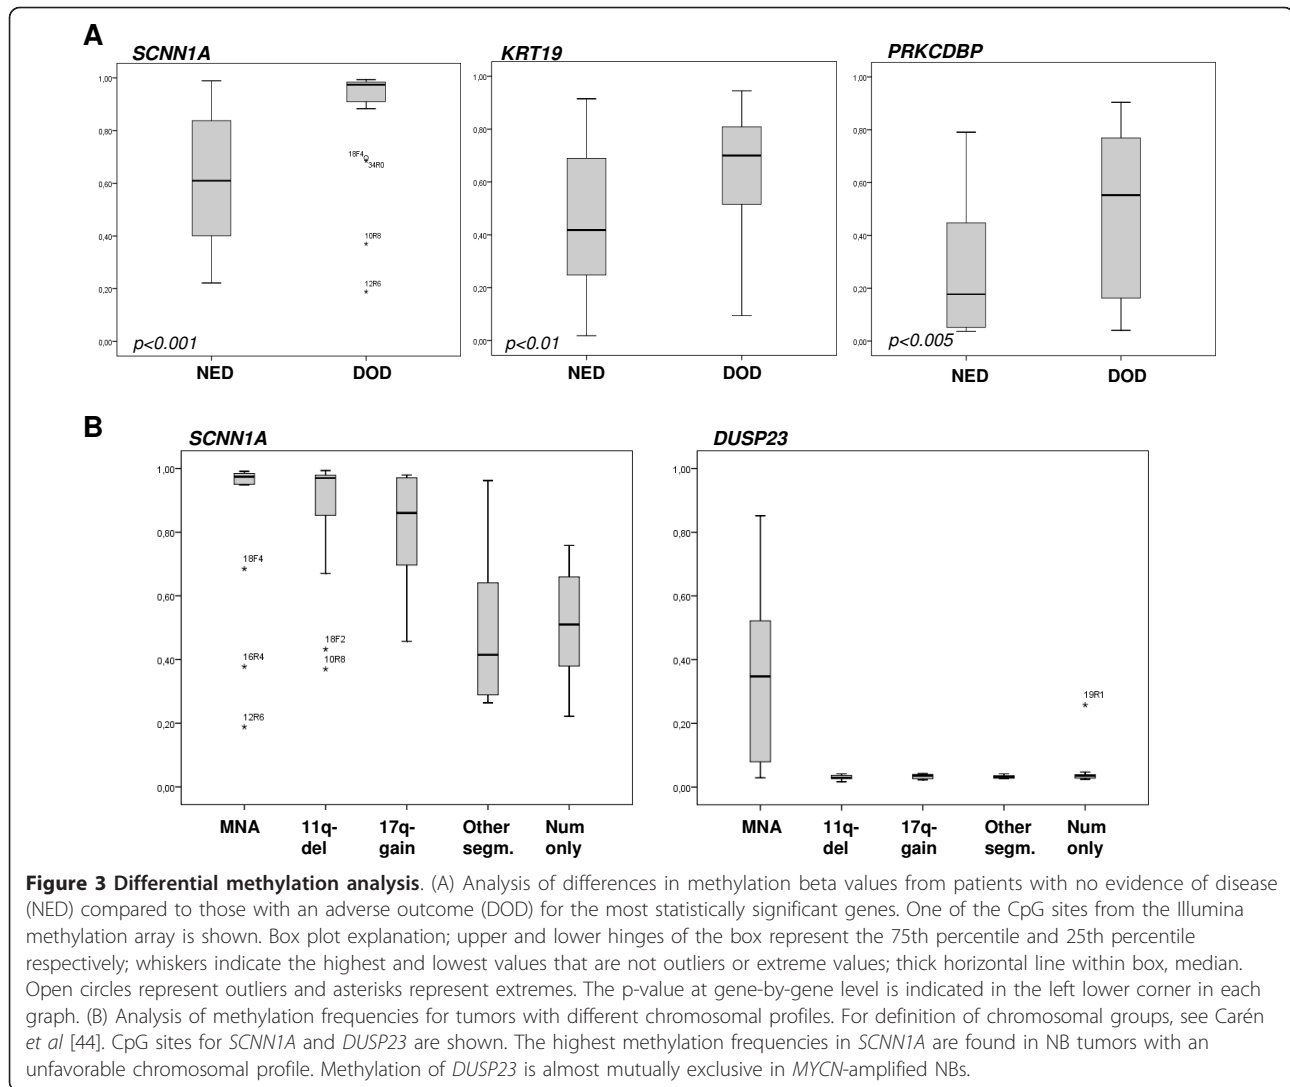 A
SCNN1A
KRT19
PRKCDBP
1,00
0,80
0,60
0,40
0,20
0,00
18F4
34R0
10R8
12R6
p<0.001
NED
DOD
1,00
0,80
0,60
0,40
0,20
0,00
p<0.01
NED
DOD
1,00
0,80
0,60
0,40
0,20
0,00
p<0.005
NED
DOD
B
SCNN1A
DUSP23
1,00
0,80
0,60
0,40
0,20
0,00
18F4
16R4
12R6
18F2
10R8
MNA
11q-
del
17q-
gain
Other
segm.
Num
only
1,00
0,80
0,60
0,40
0,20
0,00
19R1
MNA
11q-
del
17q-
gain
Other
segm.
Num
only
Figure 3 Differential methylation analysis. (A) Analysis of differences in methylation beta values from patients with no evidence of disease
(NED) compared to those with an adverse outcome (DOD) for the most statistically significant genes. One of the CpG sites from the Illumina
methylation array is shown. Box plot explanation; upper and lower hinges of the box represent the 75th percentile and 25th percentile
respectively; whiskers indicate the highest and lowest values that are not outliers or extreme values; thick horizontal line within box, median.
Open circles represent outliers and asterisks represent extremes. The p-value at gene-by-gene level is indicated in the left lower corner in each
graph. (B) Analysis of methylation frequencies for tumors with different chromosomal profiles. For definition of chromosomal groups, see Carén
et al [44]. CpG sites for SCNN1A and DUSP23 are shown. The highest methylation frequencies in SCNN1A are found in NB tumors with an
unfavorable chromosomal profile. Methylation of DUSP23 is almost mutually exclusive in MYCN-amplified NBs.